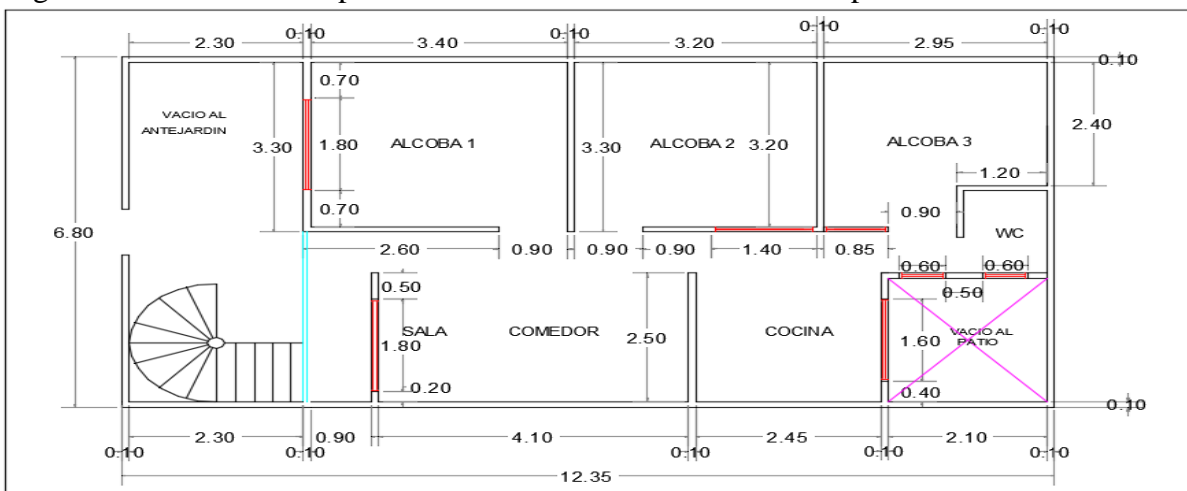 0.10 0.10 0.10 0.10
2.30 3.40 3.20 2.95
0.10
0.70
VACIO AL
ANTEJARDIN
3.30 1.80 ALCOBA 1 3.30 ALCOBA 2 3.20 ALCOBA 3
2.40
1.20
0.70 0.90
6.80 WC
2.60 0.90 0.90 0.90 1.40 0.85
0.60 0.60
0.50 0.50
SALA COMEDOR 2.50 COCINA
1.80 1.60
VACIO AL
PATIO
0.20 0.40
0.10
2.30 0.90 4.10 2.45 2.10
0.10 0.10 0.10 0.10 0.10
12.35